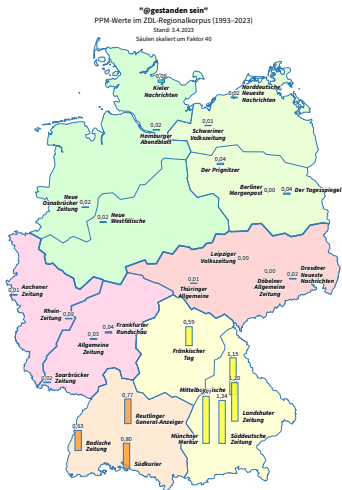 "@gestanden sein"
PPM-Werte im ZDL-Regionalkorpus (1993–2023)
Stand: 3.4.2023
Säulen skaliert um Faktor 40
Kieler
Nachrichten
0,02
Norddeutsche
Neueste
Nachrichten
0,02
Hamburger
Abendblatt
0,01
Schweriner
Volkszeitung
0,04
Der Prignitzer
Berliner
Morgenpost
0,00
0,04
Der Tagesspiegel
Neue
Osnabrücker
Zeitung
0,02
0,02
Neue
Westfälische
Leipziger
Volkszeitung
0,00
0,00
Döbelner
Allgemeine
Zeitung
0,02
Dresdner
Neueste
Nachrichten
0,01
Thüringer
Allgemeine
0,01
Aachener
Zeitung
Rhein-
Zeitung
0,02
0,03
Allgemeine
Zeitung
0,04
Frankfurter
Rundschau
0,02
Saarbrücker
Zeitung
0,59
Fränkischer
Tag
1,15
Mittelbayerische
1,20
Landshuter
Zeitung
Münchner
Merkur
1,34
Süddeutsche
Zeitung
0,77
Reutlinger
General-Anzeiger
0,63
Badische
Zeitung
0,80
Südkurier